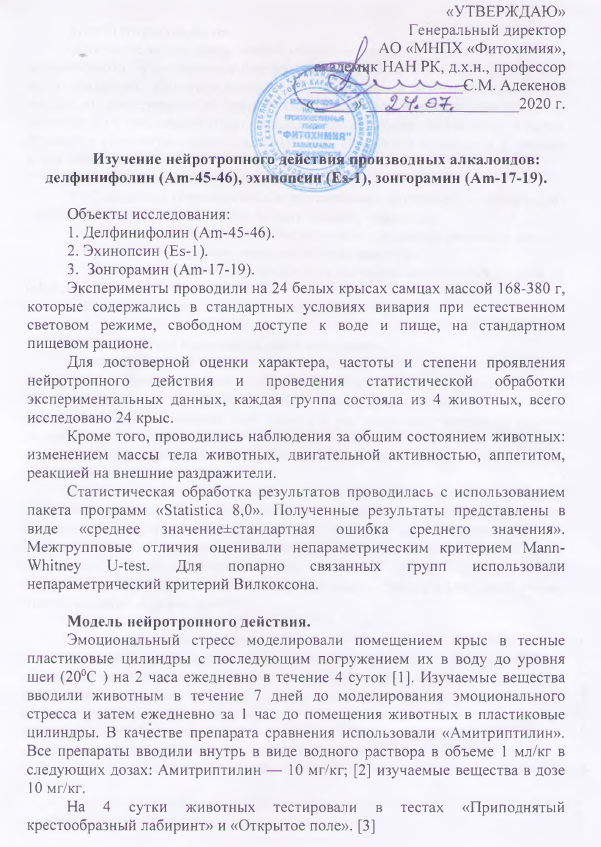 «УТВЕРЖДАЮ»
Генеральный директор
АО «МНПХ «Фитохимия»,
академик НАН РК, д.х.н., профессор
С.М. Адекенов
« » 24.07. 2020 г.
"ФИТОХИМИЯ"
Изучение нейротропного действия производных алкалоидов:
делфинифолин (Am-45-46), эхинопсин (Es-1), зонгорамин (Am-17-19).
Объекты исследования:
1. Делфинифолин (Am-45-46).
2. Эхинопсин (Es-1).
3. Зонгорамин (Am-17-19).
Эксперименты проводили на 24 белых крысах самцах массой 168-380 г,
которые содержались в стандартных условиях вивария при естественном
световом режиме, свободном доступе к воде и пище, на стандартном
пищевом рационе.
Для достоверной оценки характера, частоты и степени проявления
нейротропного действия и проведения статистической обработки
экспериментальных данных, каждая группа состояла из 4 животных, всего
исследовано 24 крыс.
Кроме того, проводились наблюдения за общим состоянием животных:
изменением массы тела животных, двигательной активностью, аппетитом,
реакцией на внешние раздражители.
Статистическая обработка результатов проводилась с использованием
пакета программ «Statistica 8,0». Полученные результаты представлены в
виде «среднее значение±стандартная ошибка среднего значения».
Межгрупповые отличия оценивали непараметрическим критерием Mann-
Whitney U-test. Для попарно связанных групп использовали
непараметрический критерий Вилкоксона.
Модель нейротропного действия.
Эмоциональный стресс моделировали помещением крыс в тесные
пластиковые цилиндры с последующим погружением их в воду до уровня
шеи (20⁰С ) на 2 часа ежедневно в течение 4 суток [1]. Изучаемые вещества
вводили животным в течение 7 дней до моделирования эмоционального
стресса и затем ежедневно за 1 час до помещения животных в пластиковые
цилиндры. В качестве препарата сравнения использовали «Амитриптилин».
Все препараты вводили внутрь в виде водного раствора в объеме 1 мл/кг в
следующих дозах: Амитриптилин — 10 мг/кг; [2] изучаемые вещества в дозе
10 мг/кг.
На 4 сутки животных тестировали в тестах «Приподнятый
крестообразный лабиринт» и «Открытое поле». [3]